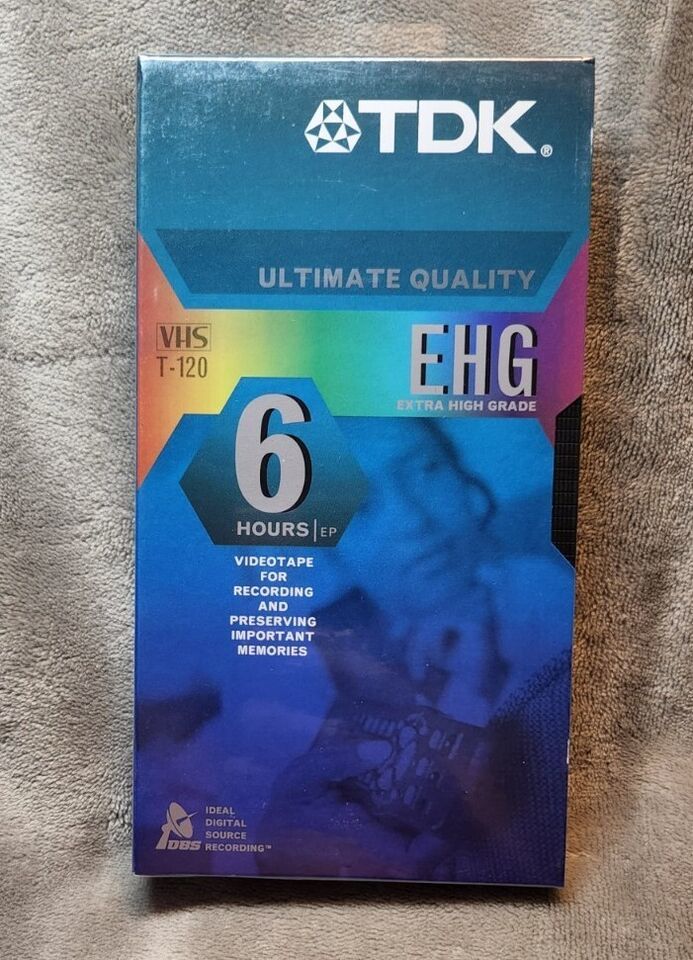 TDK®
ULTIMATE QUALITY
VHS
T-120
EHG
EXTRA HIGH GRADE
6
HOURS|EP
VIDEOTAPE
FOR
RECORDING
AND
PRESERVING
IMPORTANT
MEMORIES
DBS
IDEAL
DIGITAL
SOURCE
RECORDING™